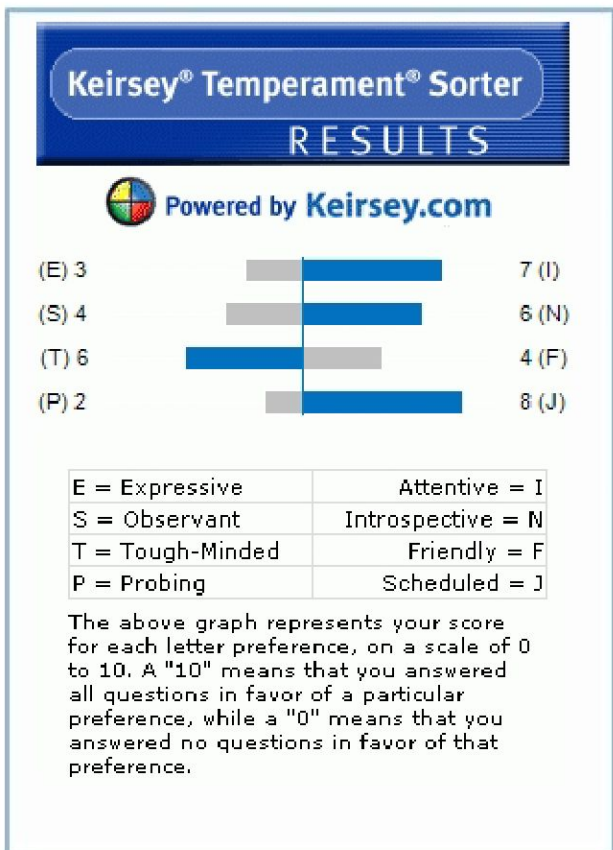 Keirsey® Temperament® Sorter
RESULTS
Powered by Keirsey.com
(E) 3 7 (I)
(S) 4 6 (N)
(T) 6 4 (F)
(P) 2 8 (J)
E = Expressive Attentive = I
S = Observant Introspective = N
T = Tough-Minded Friendly = F
P = Probing Scheduled = J
The above graph represents your score
for each letter preference, on a scale of 0
to 10. A "10" means that you answered
all questions in favor of a particular
preference, while a "0" means that you
answered no questions in favor of that
preference.